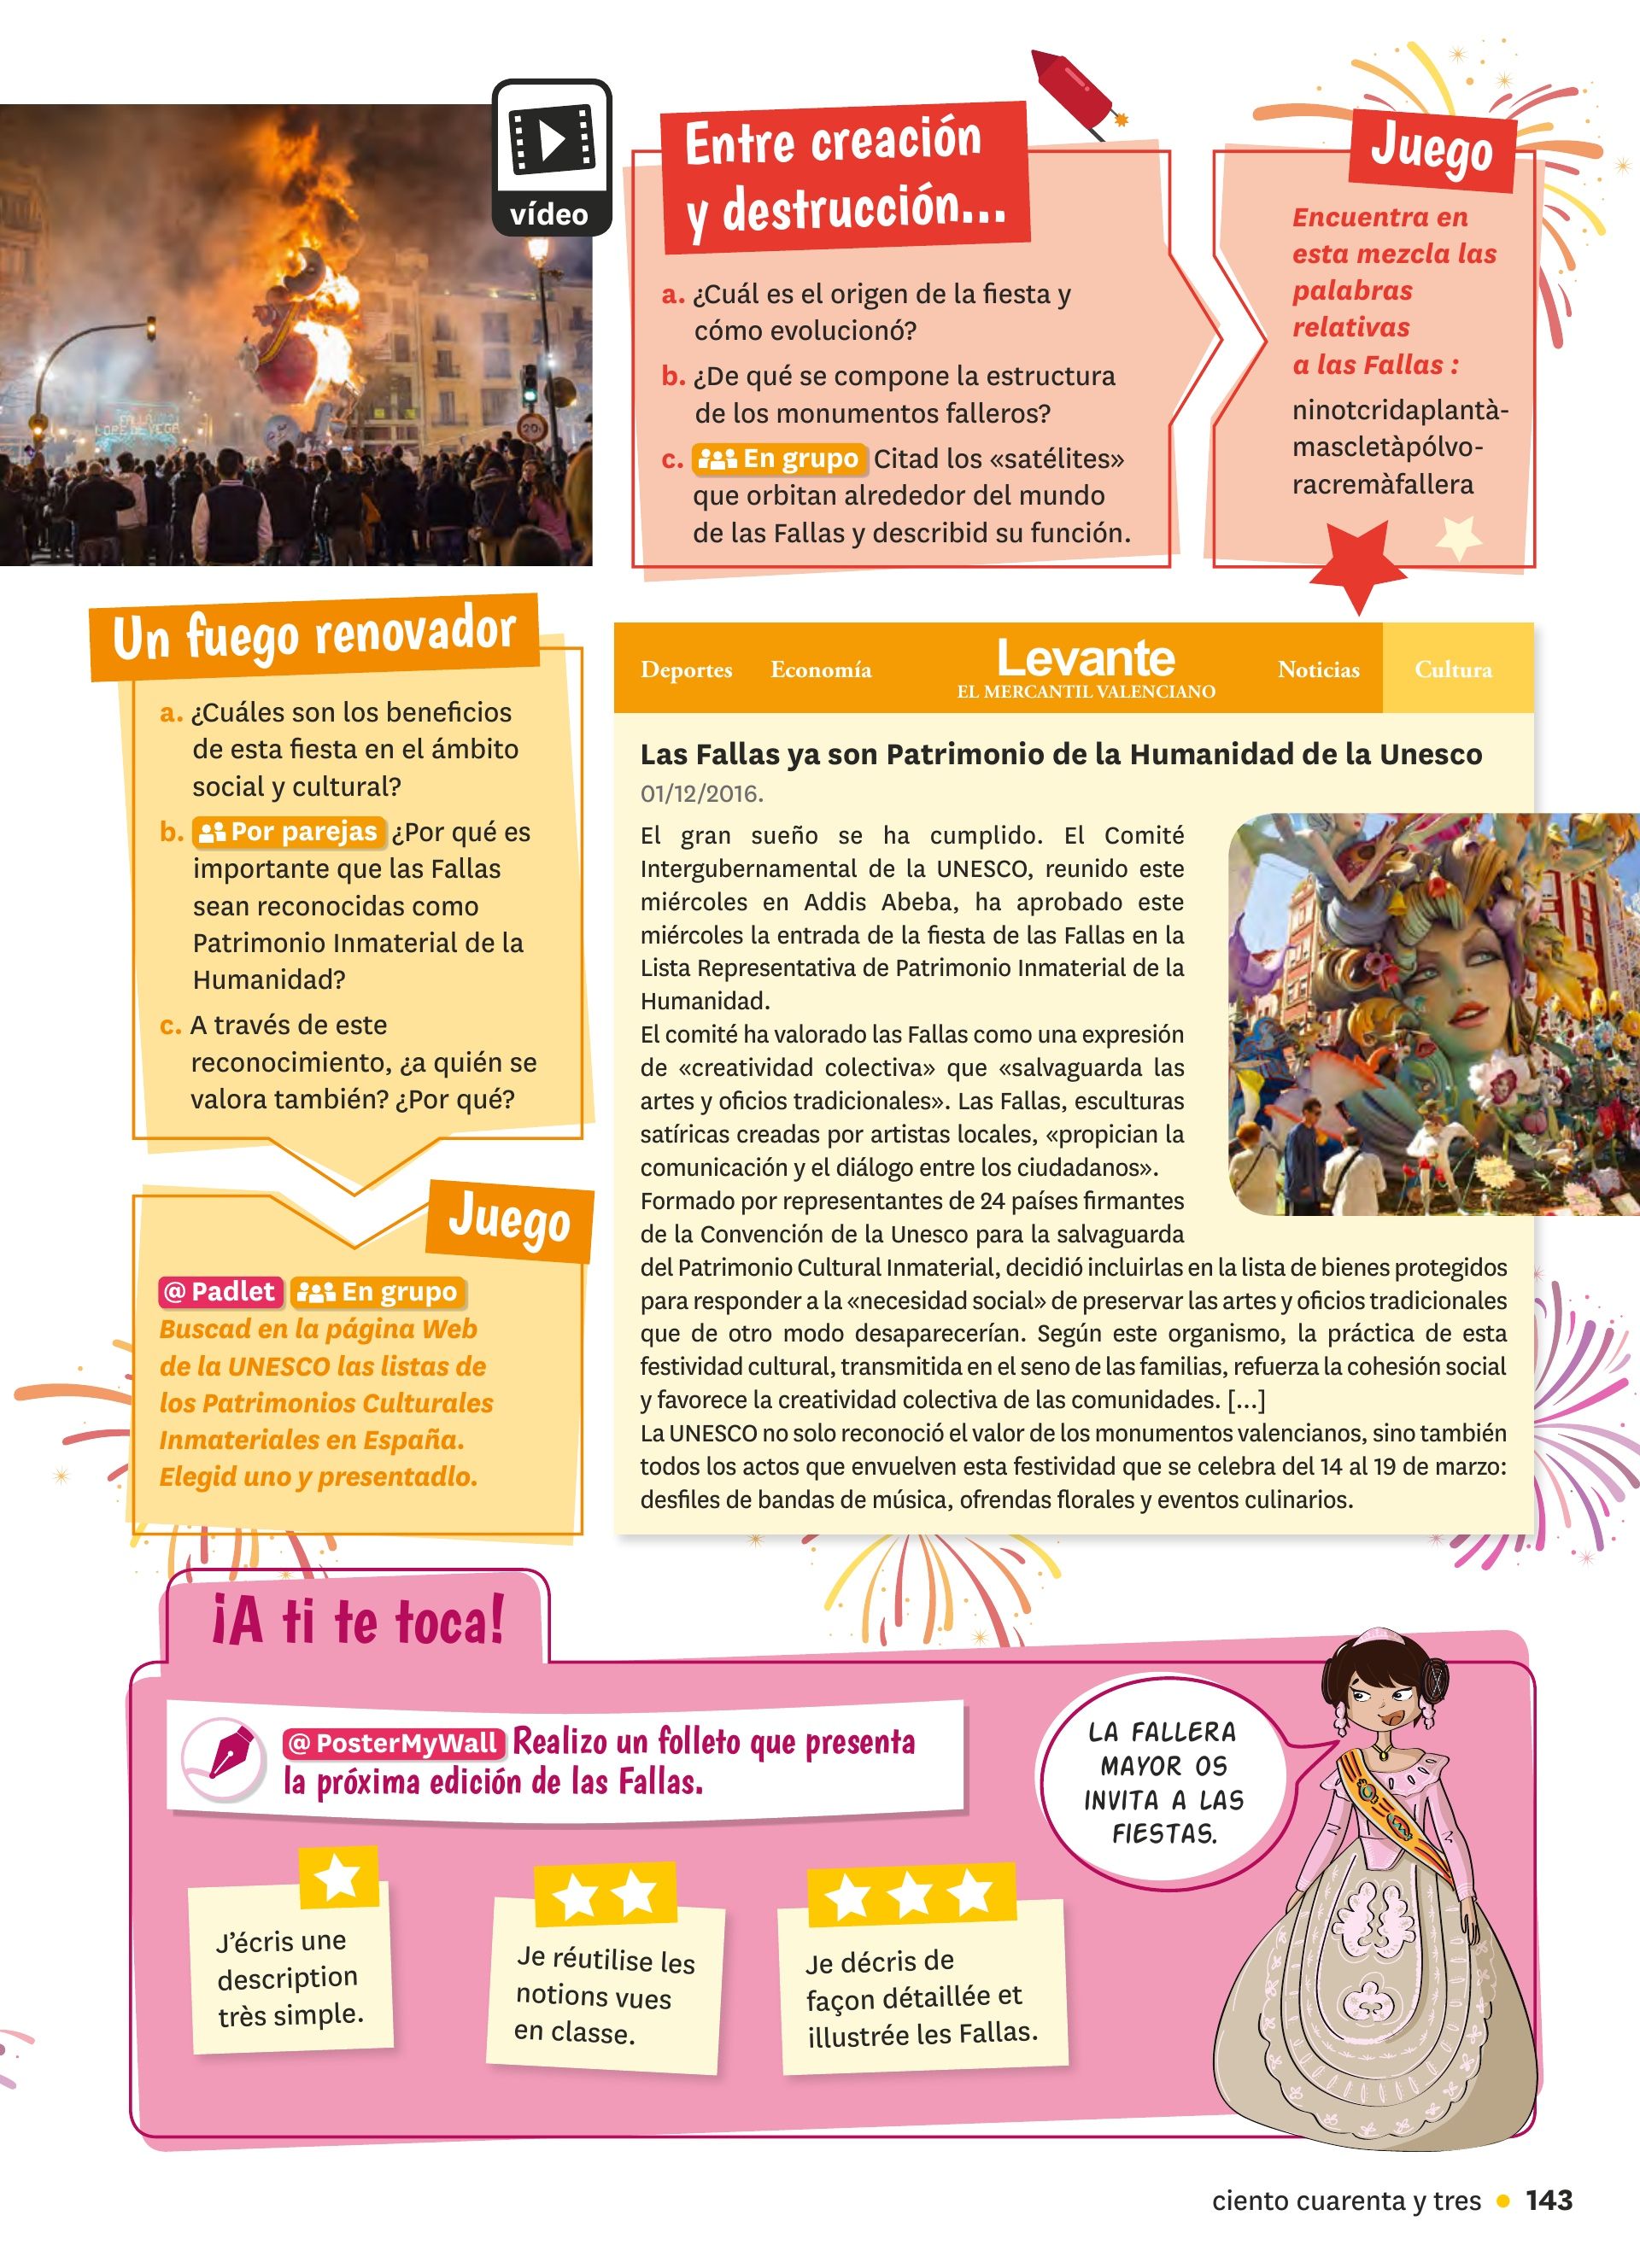 vídeo
Entre creación
y destrucción...
a. ¿Cuál es el origen de la fiesta y
cómo evolucionó?
b. ¿De qué se compone la estructura
de los monumentos falleros?
c. En grupo Citad los «satélites»
que orbitan alrededor del mundo
de las Fallas y describid su función.
Juego
Encuentra en
esta mezcla las
palabras
relativas
a las Fallas :
ninotcridaplantà-
mascletàpólvo-
racremàfallera
Un fuego renovador
a. ¿Cuáles son los beneficios
de esta fiesta en el ámbito
social y cultural?
b. Por parejas ¿Por qué es
importante que las Fallas
sean reconocidas como
Patrimonio Inmaterial de la
Humanidad?
c. A través de este
reconocimiento, ¿a quién se
valora también? ¿Por qué?
Juego
@ Padlet En grupo
Buscad en la página Web
de la UNESCO las listas de
los Patrimonios Culturales
Inmateriales en España.
Elegid uno y presentadlo.
Deportes Economía Levante Noticias Cultura
EL MERCANTIL VALENCIANO
Las Fallas ya son Patrimonio de la Humanidad de la Unesco
01/12/2016.
El gran sueño se ha cumplido. El Comité
Intergubernamental de la UNESCO, reunido este
miércoles en Addis Abeba, ha aprobado este
miércoles la entrada de la fiesta de las Fallas en la
Lista Representativa de Patrimonio Inmaterial de la
Humanidad.
El comité ha valorado las Fallas como una expresión
de «creatividad colectiva» que «salvaguarda las
artes y oficios tradicionales». Las Fallas, esculturas
satíricas creadas por artistas locales, «propician la
comunicación y el diálogo entre los ciudadanos».
Formado por representantes de 24 países firmantes
de la Convención de la Unesco para la salvaguarda
del Patrimonio Cultural Inmaterial, decidió incluirlas en la lista de bienes protegidos
para responder a la «necesidad social» de preservar las artes y oficios tradicionales
que de otro modo desaparecerían. Según este organismo, la práctica de esta
festividad cultural, transmitida en el seno de las familias, refuerza la cohesión social
y favorece la creatividad colectiva de las comunidades. [...]
La UNESCO no solo reconoció el valor de los monumentos valencianos, sino también
todos los actos que envuelven esta festividad que se celebra del 14 al 19 de marzo:
desfiles de bandas de música, ofrendas florales y eventos culinarios.
¡A ti te toca!
@ PosterMyWall Realizo un folleto que presenta
la próxima edición de las Fallas.
LA FALLERA
MAYOR OS
INVITA A LAS
FIESTAS.
J'écris une
description
très simple.
Je réutilise les
notions vues
en classe.
Je décris de
façon détaillée et
illustrée les Fallas.
ciento cuarenta y tres • 143